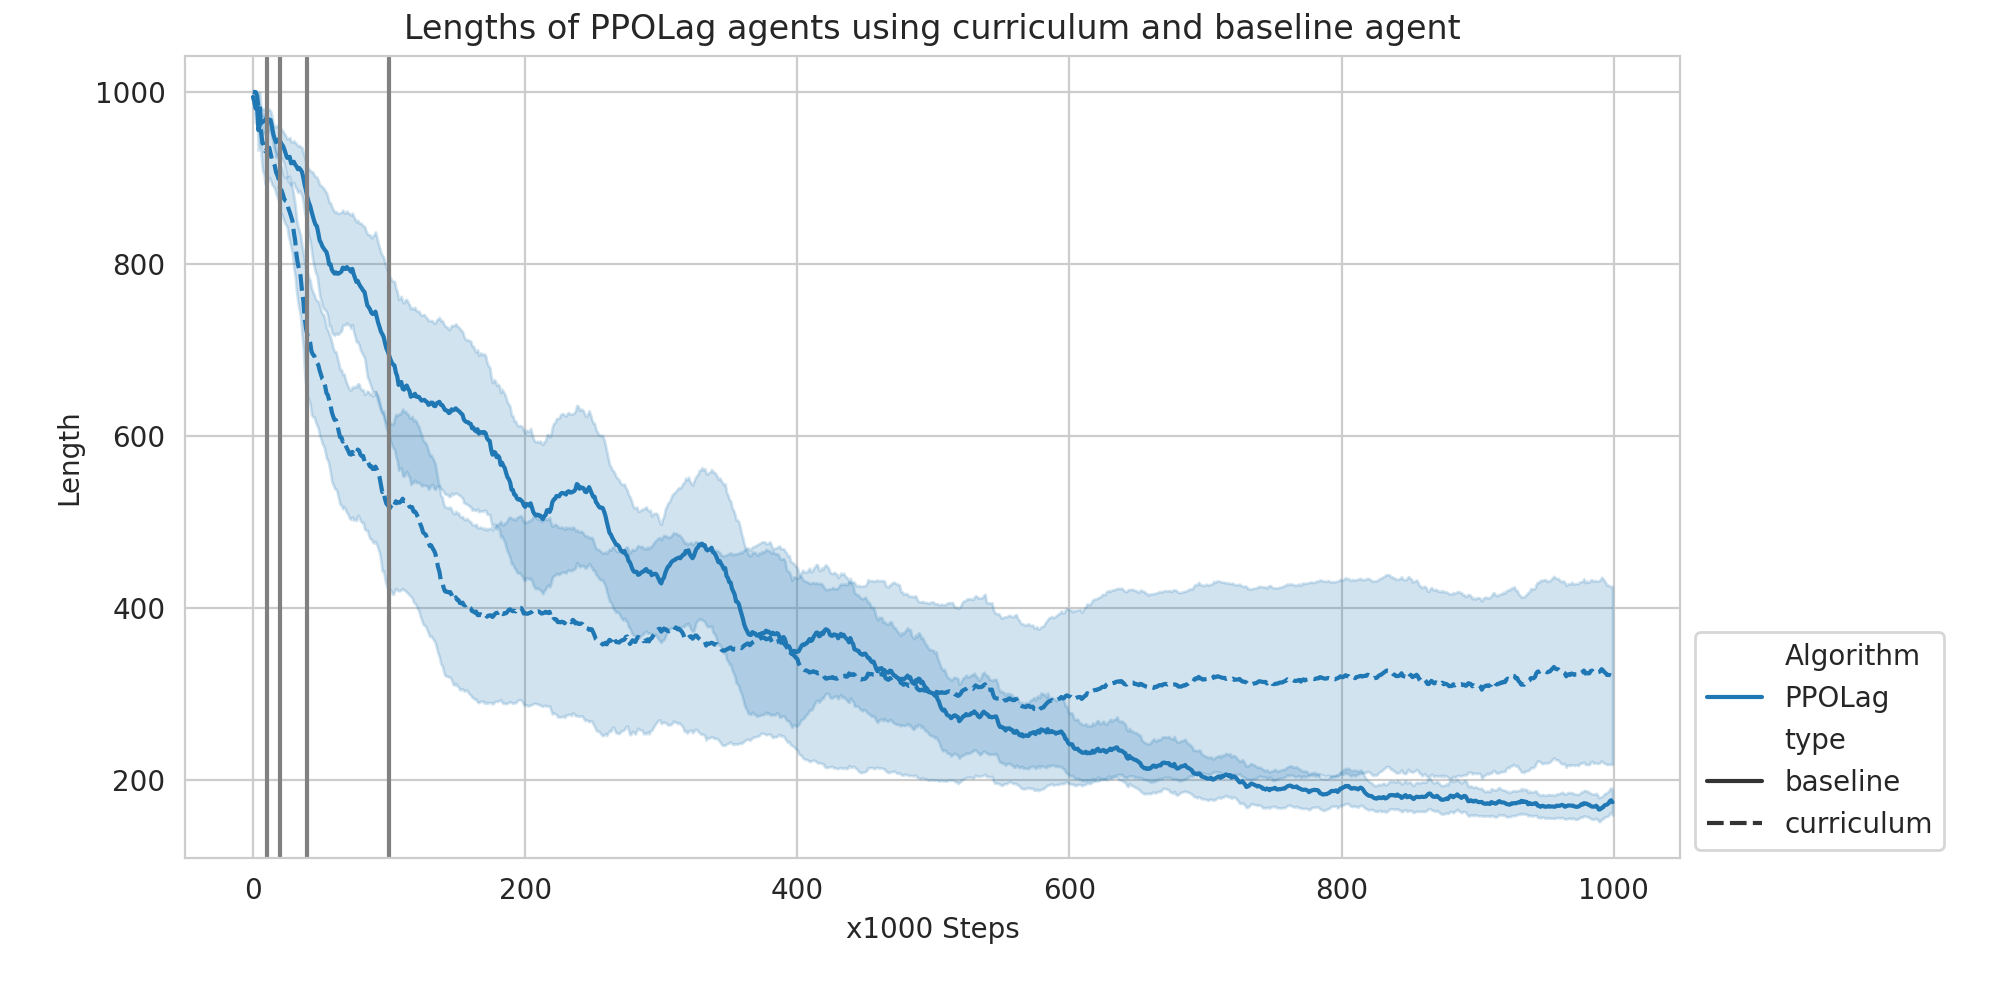 Lengths of PPOLag agents using curriculum and baseline agent
1000
800
600
400
200
Length
0 200 400 600 800 1000
x1000 Steps
Algorithm
PPOLag
type
baseline
curriculum